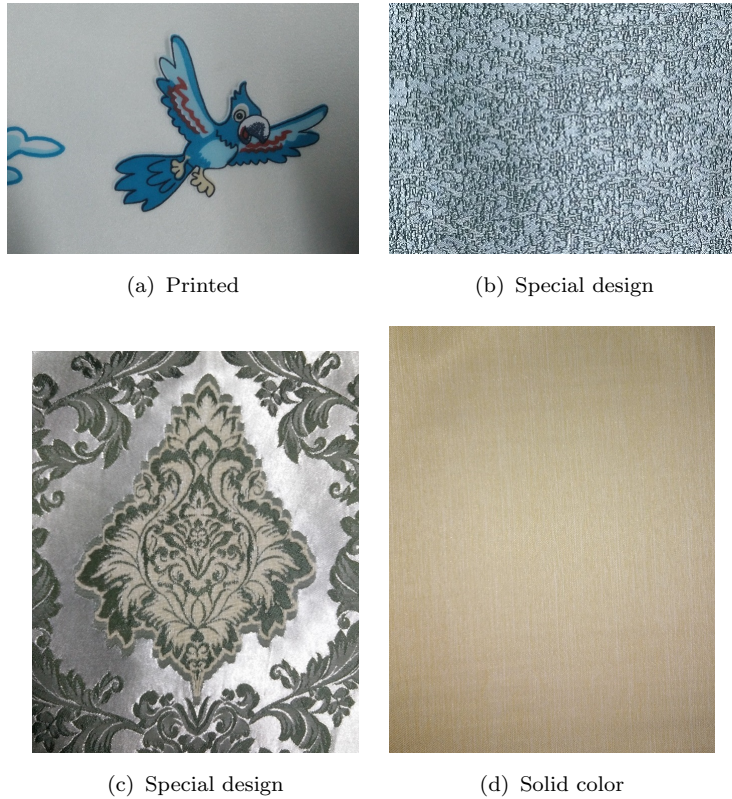 (a) Printed
(b) Special design
(c) Special design
(d) Solid color